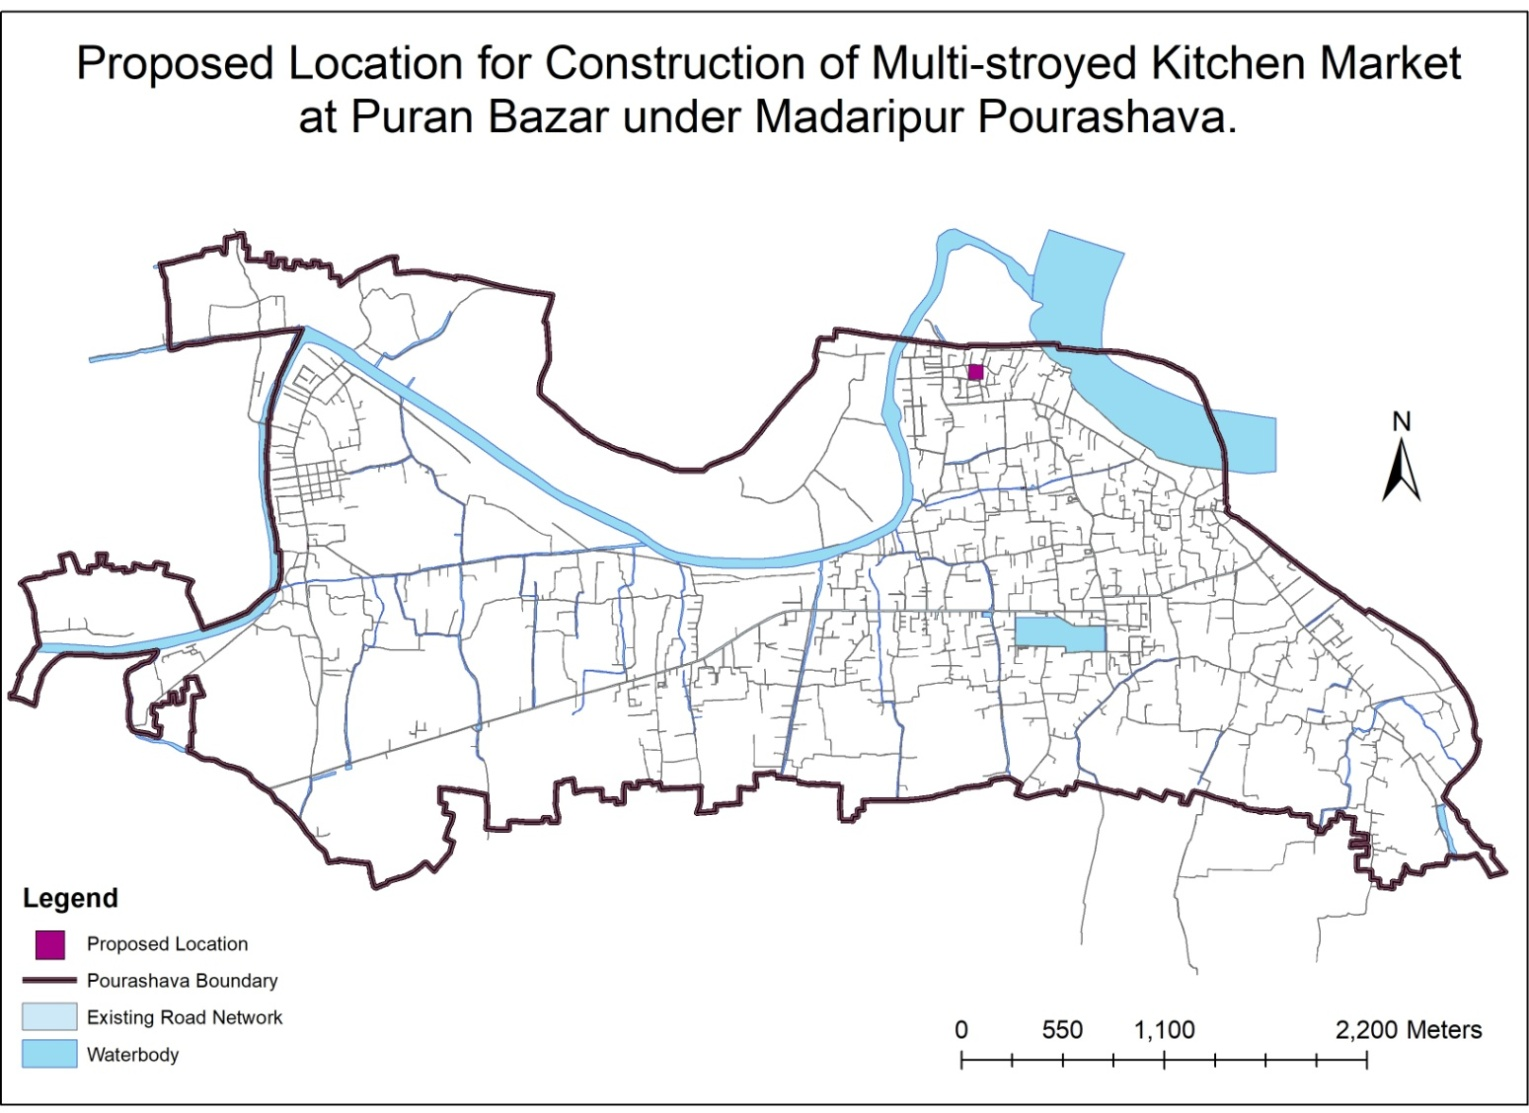 Proposed Location for Construction of Multi-stroyed Kitchen Market
at Puran Bazar under Madaripur Pourashava.
N
Legend
Proposed Location
Pourashava Boundary
Existing Road Network
Waterbody
0 550 1,100 2,200 Meters